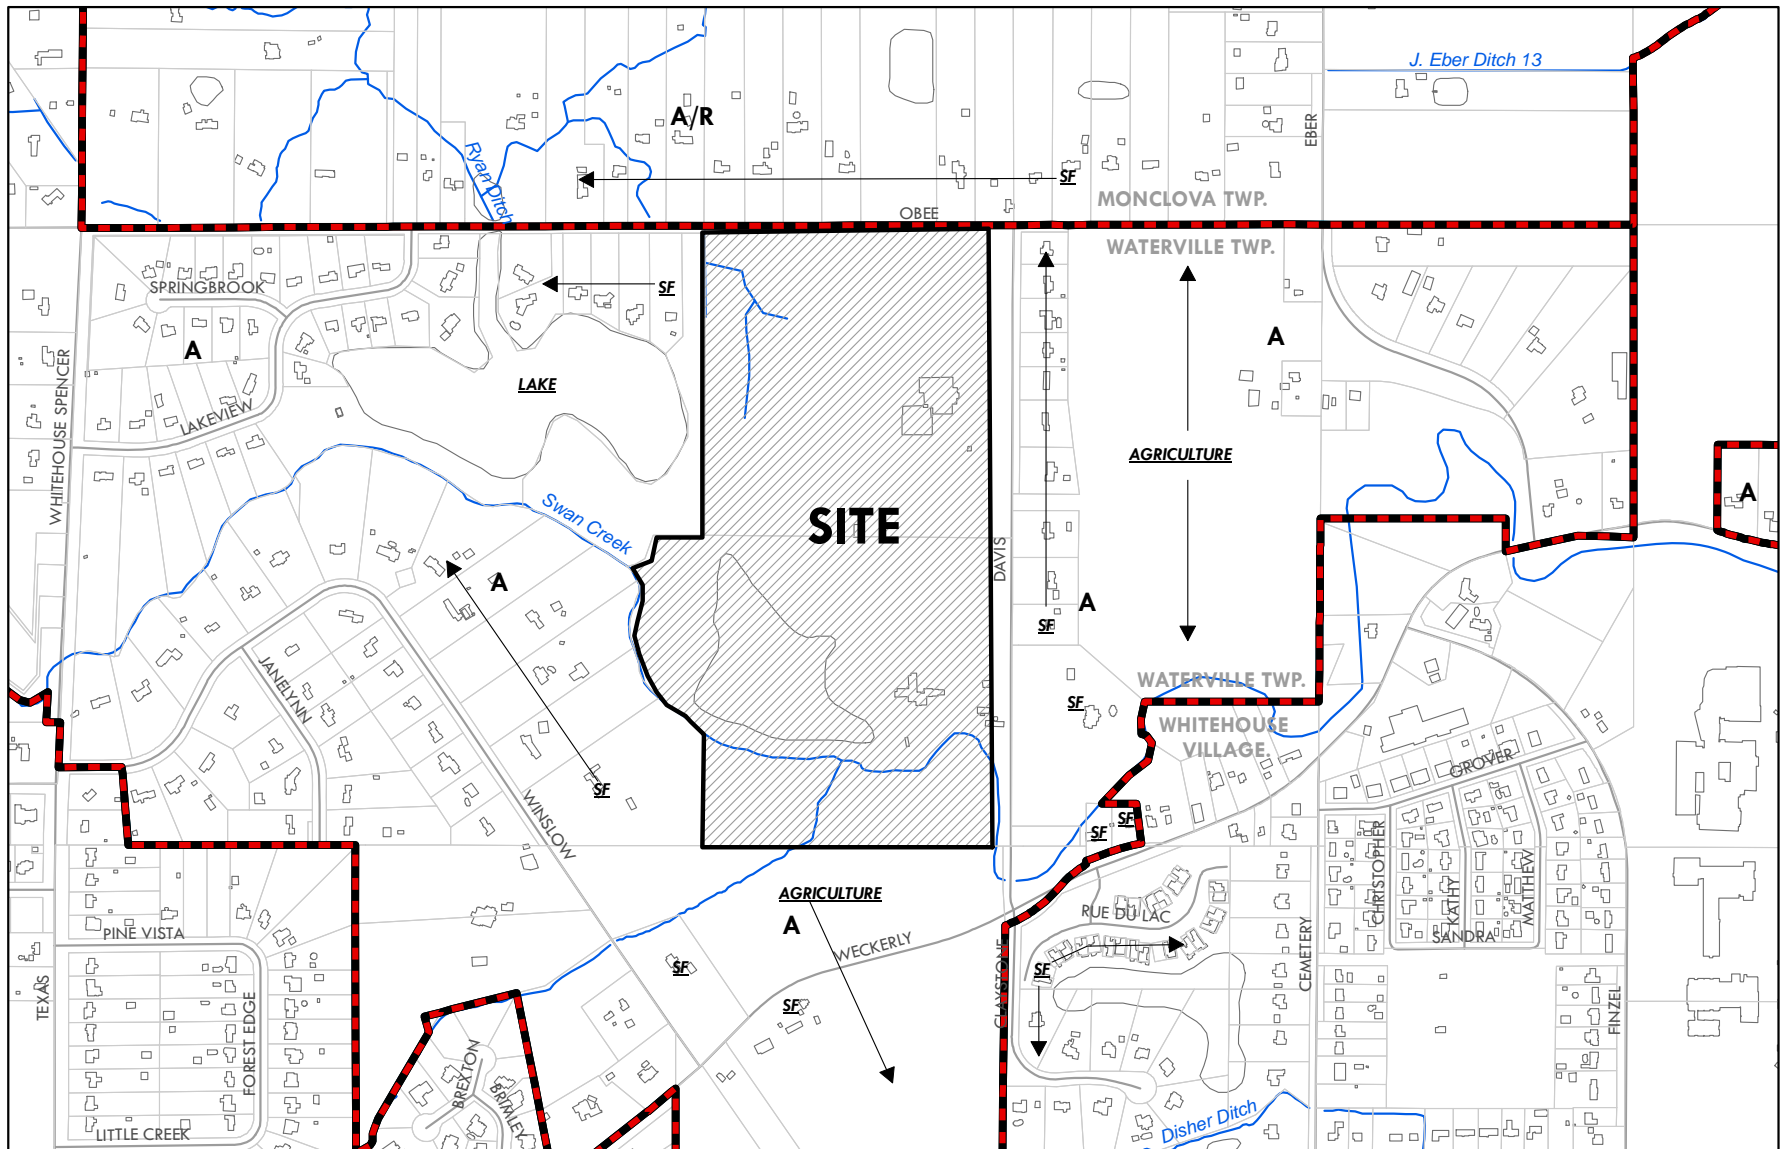 J. Eber Ditch 13
A/R
EBER
Ryan Ditch
SF
MONCLOVA TWP.
OBEE
WATERVILLE TWP.
SPRINGBROOK
SF
A
A
LAKE
WHITEHOUSE SPENCER
LAKEVIEW
AGRICULTURE
A
Swan Creek
SITE
DAVIS
A
A
SF
JANELYNN
WATERVILLE TWP.
SF
WHITEHOUSE
VILLAGE.
GROVER
SF
WINSLOW
SF
SF
CHRISTOPHER
KATHY
MATTHEW
AGRICULTURE
A
RUE DU LAC
PINE VISTA
SANDRA
WECKERLY
CLAYSTONE
CEMETERY
SF
SF
TEXAS
FOREST EDGE
SF
FINZEL
BREXTON
BRIMLEY
LITTLE CREEK
Disher Ditch